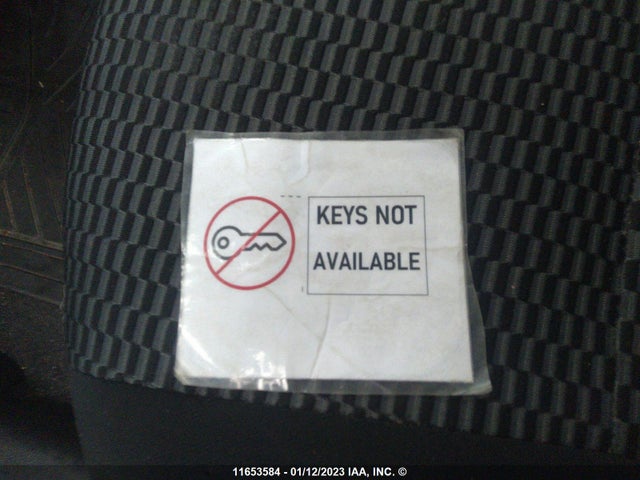 KEYS NOT
AVAILABLE
11653584 - 01/12/2023 IAA, INC. ©